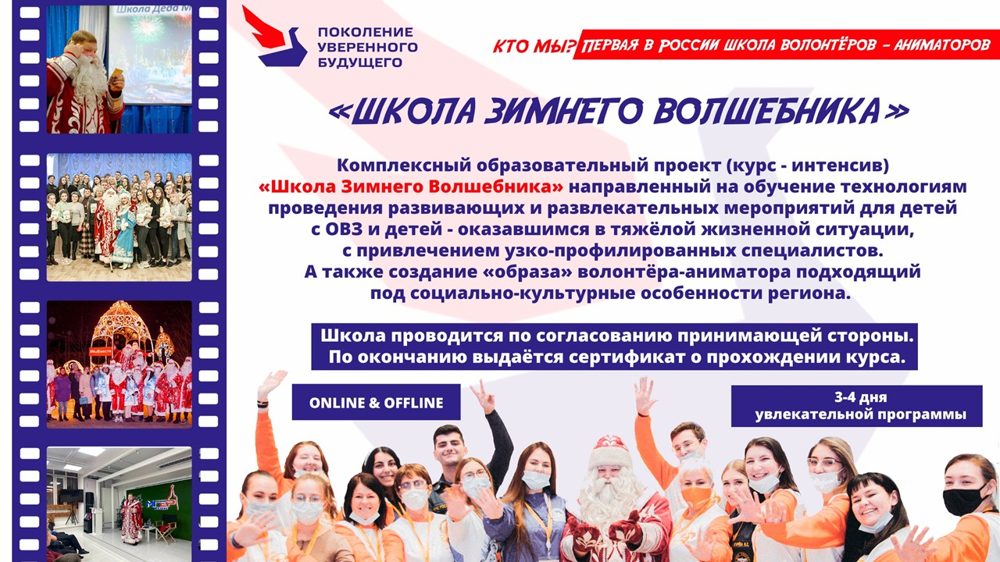 Школа Деда М
ПОКОЛЕНИЕ
УВЕРЕННОГО
БУДУЩЕГО
КТО МЫ? ПЕРВАЯ В РОССИИ ШКОЛА ВОЛОНТЁРОВ – АНИМАТОРОВ
«ШКОЛА ЗИМНЕГО ВОЛШЕБНИКА»
Комплексный образовательный проект (курс - интенсив)
«Школа Зимнего Волшебника» направленный на обучение технологиям
проведения развивающих и развлекательных мероприятий для детей
с ОВЗ и детей - оказавшимся в тяжёлой жизненной ситуации,
с привлечением узко-профилированных специалистов.
А также создание «образа» волонтёра-аниматора подходящий
под социально-культурные особенности региона.
Школа проводится по согласованию принимающей стороны.
По окончанию выдаётся сертификат о прохождении курса.
ONLINE & OFFLINE
3-4 дня
увлекательной программы
#МыВместе
МГЕР